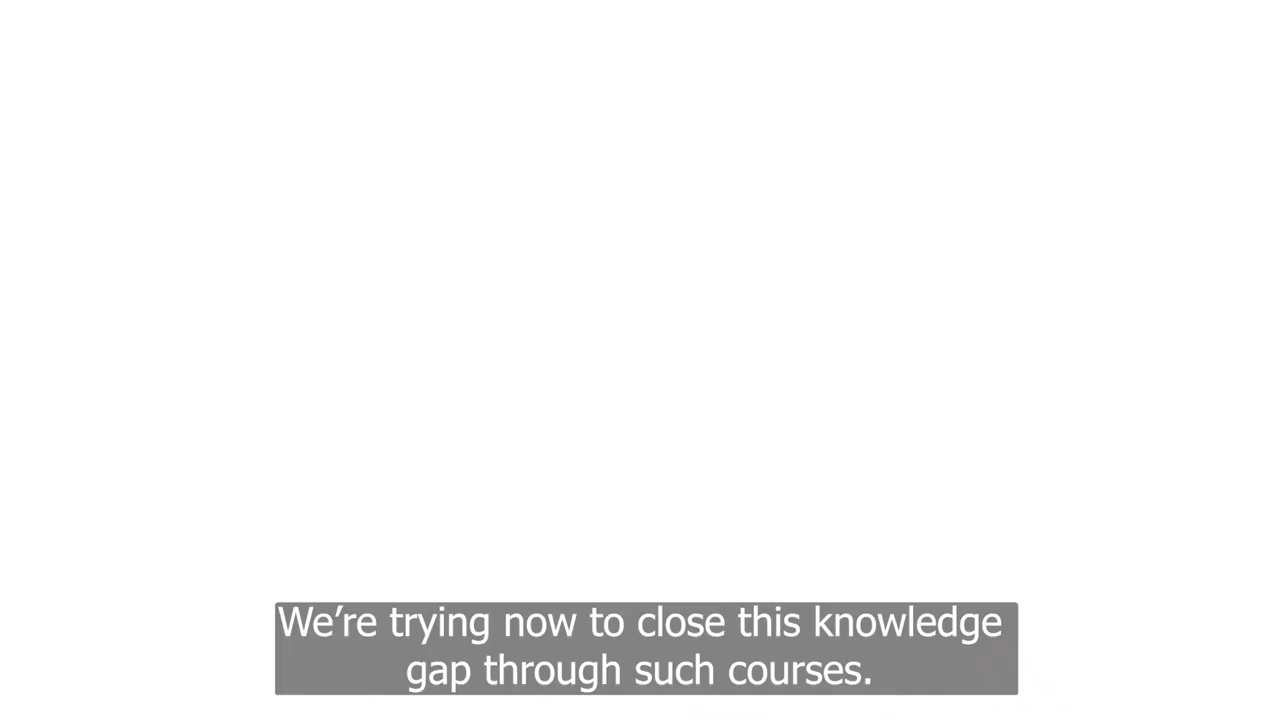 We’re trying now to close this knowledge
gap through such courses.